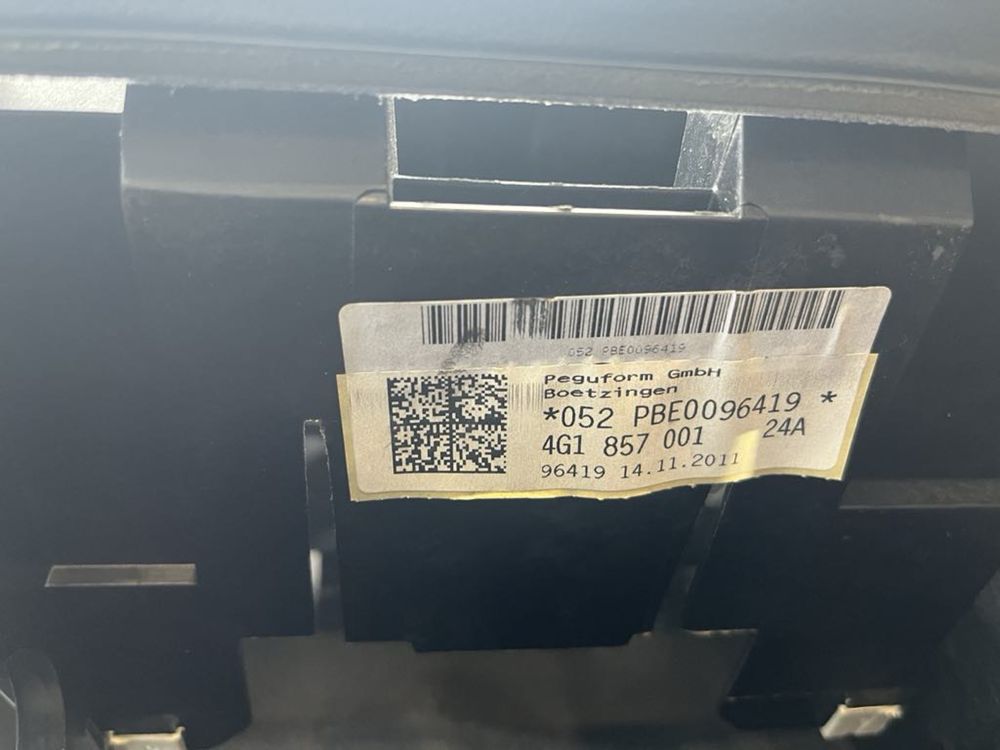 052 PBE0096419
Peguform GmbH
Boetzingen
*052 PBE0096419 *
4G1 857 001 24A
96419 14.11.2011